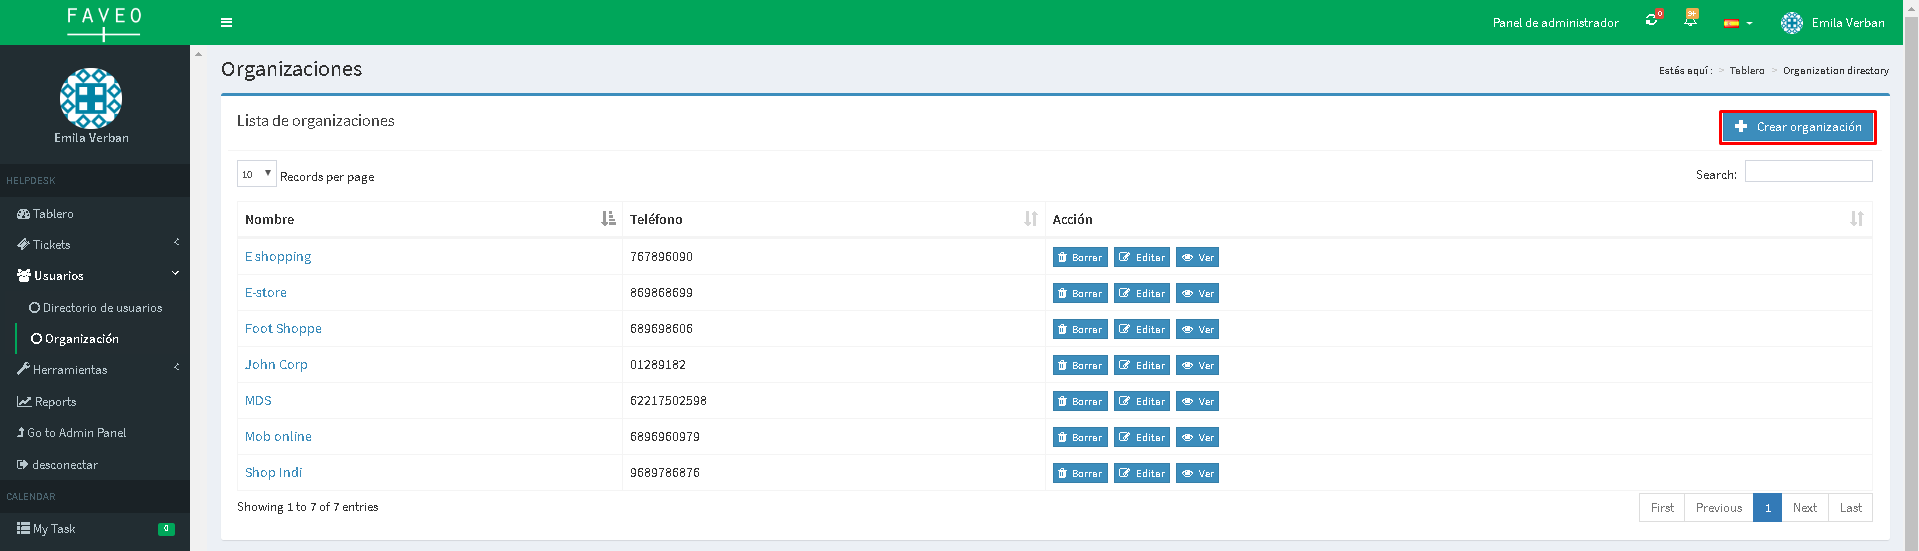 FAVEO
Panel de administrador
0
9+
Emila Verban
Emila Verban
HELPDESK
Tablero
Tickets
Usuarios
Directorio de usuarios
Organización
Herramientas
Reports
Go to Admin Panel
desconectar
CALENDAR
My Task
Organizaciones
Estás aquí : > Tablero > Organization directory
Lista de organizaciones
Crear organización
10 Records per page
Search:
Nombre Teléfono Acción
E shopping 767896090 Borrar Editar Ver
E-store 869868699 Borrar Editar Ver
Foot Shoppe 689698606 Borrar Editar Ver
John Corp 01289182 Borrar Editar Ver
MDS 62217502598 Borrar Editar Ver
Mob online 6896960979 Borrar Editar Ver
Shop Indi 9689786876 Borrar Editar Ver
Showing 1 to 7 of 7 entries
First Previous 1 Next Last